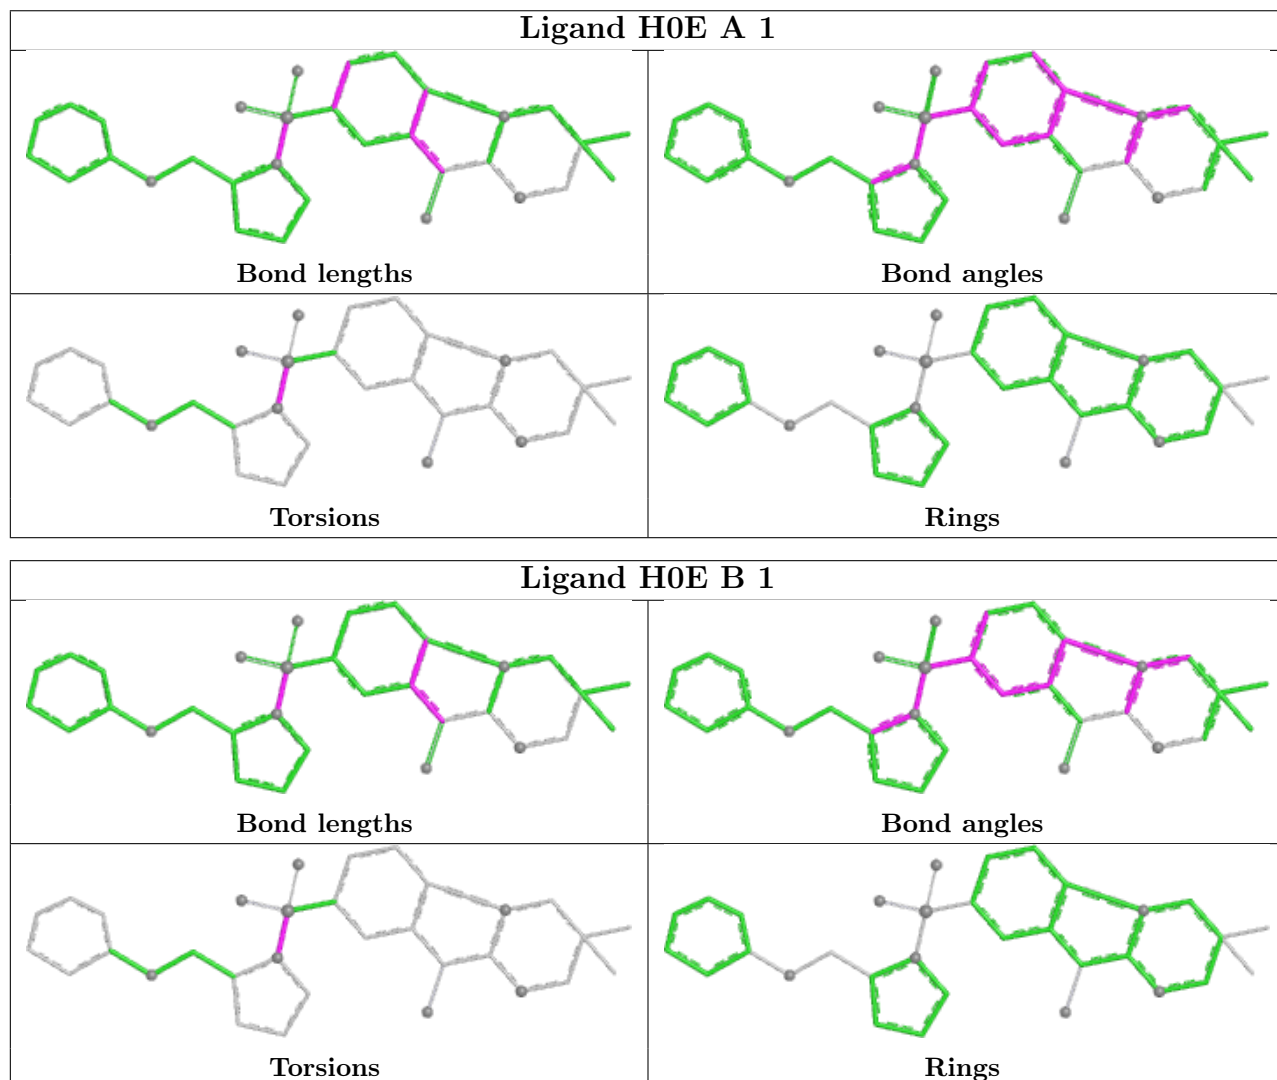 Ligand H0E A 1
Bond lengths
Bond angles
Torsions
Rings
Ligand H0E B 1
Bond lengths
Bond angles
Torsions
Rings